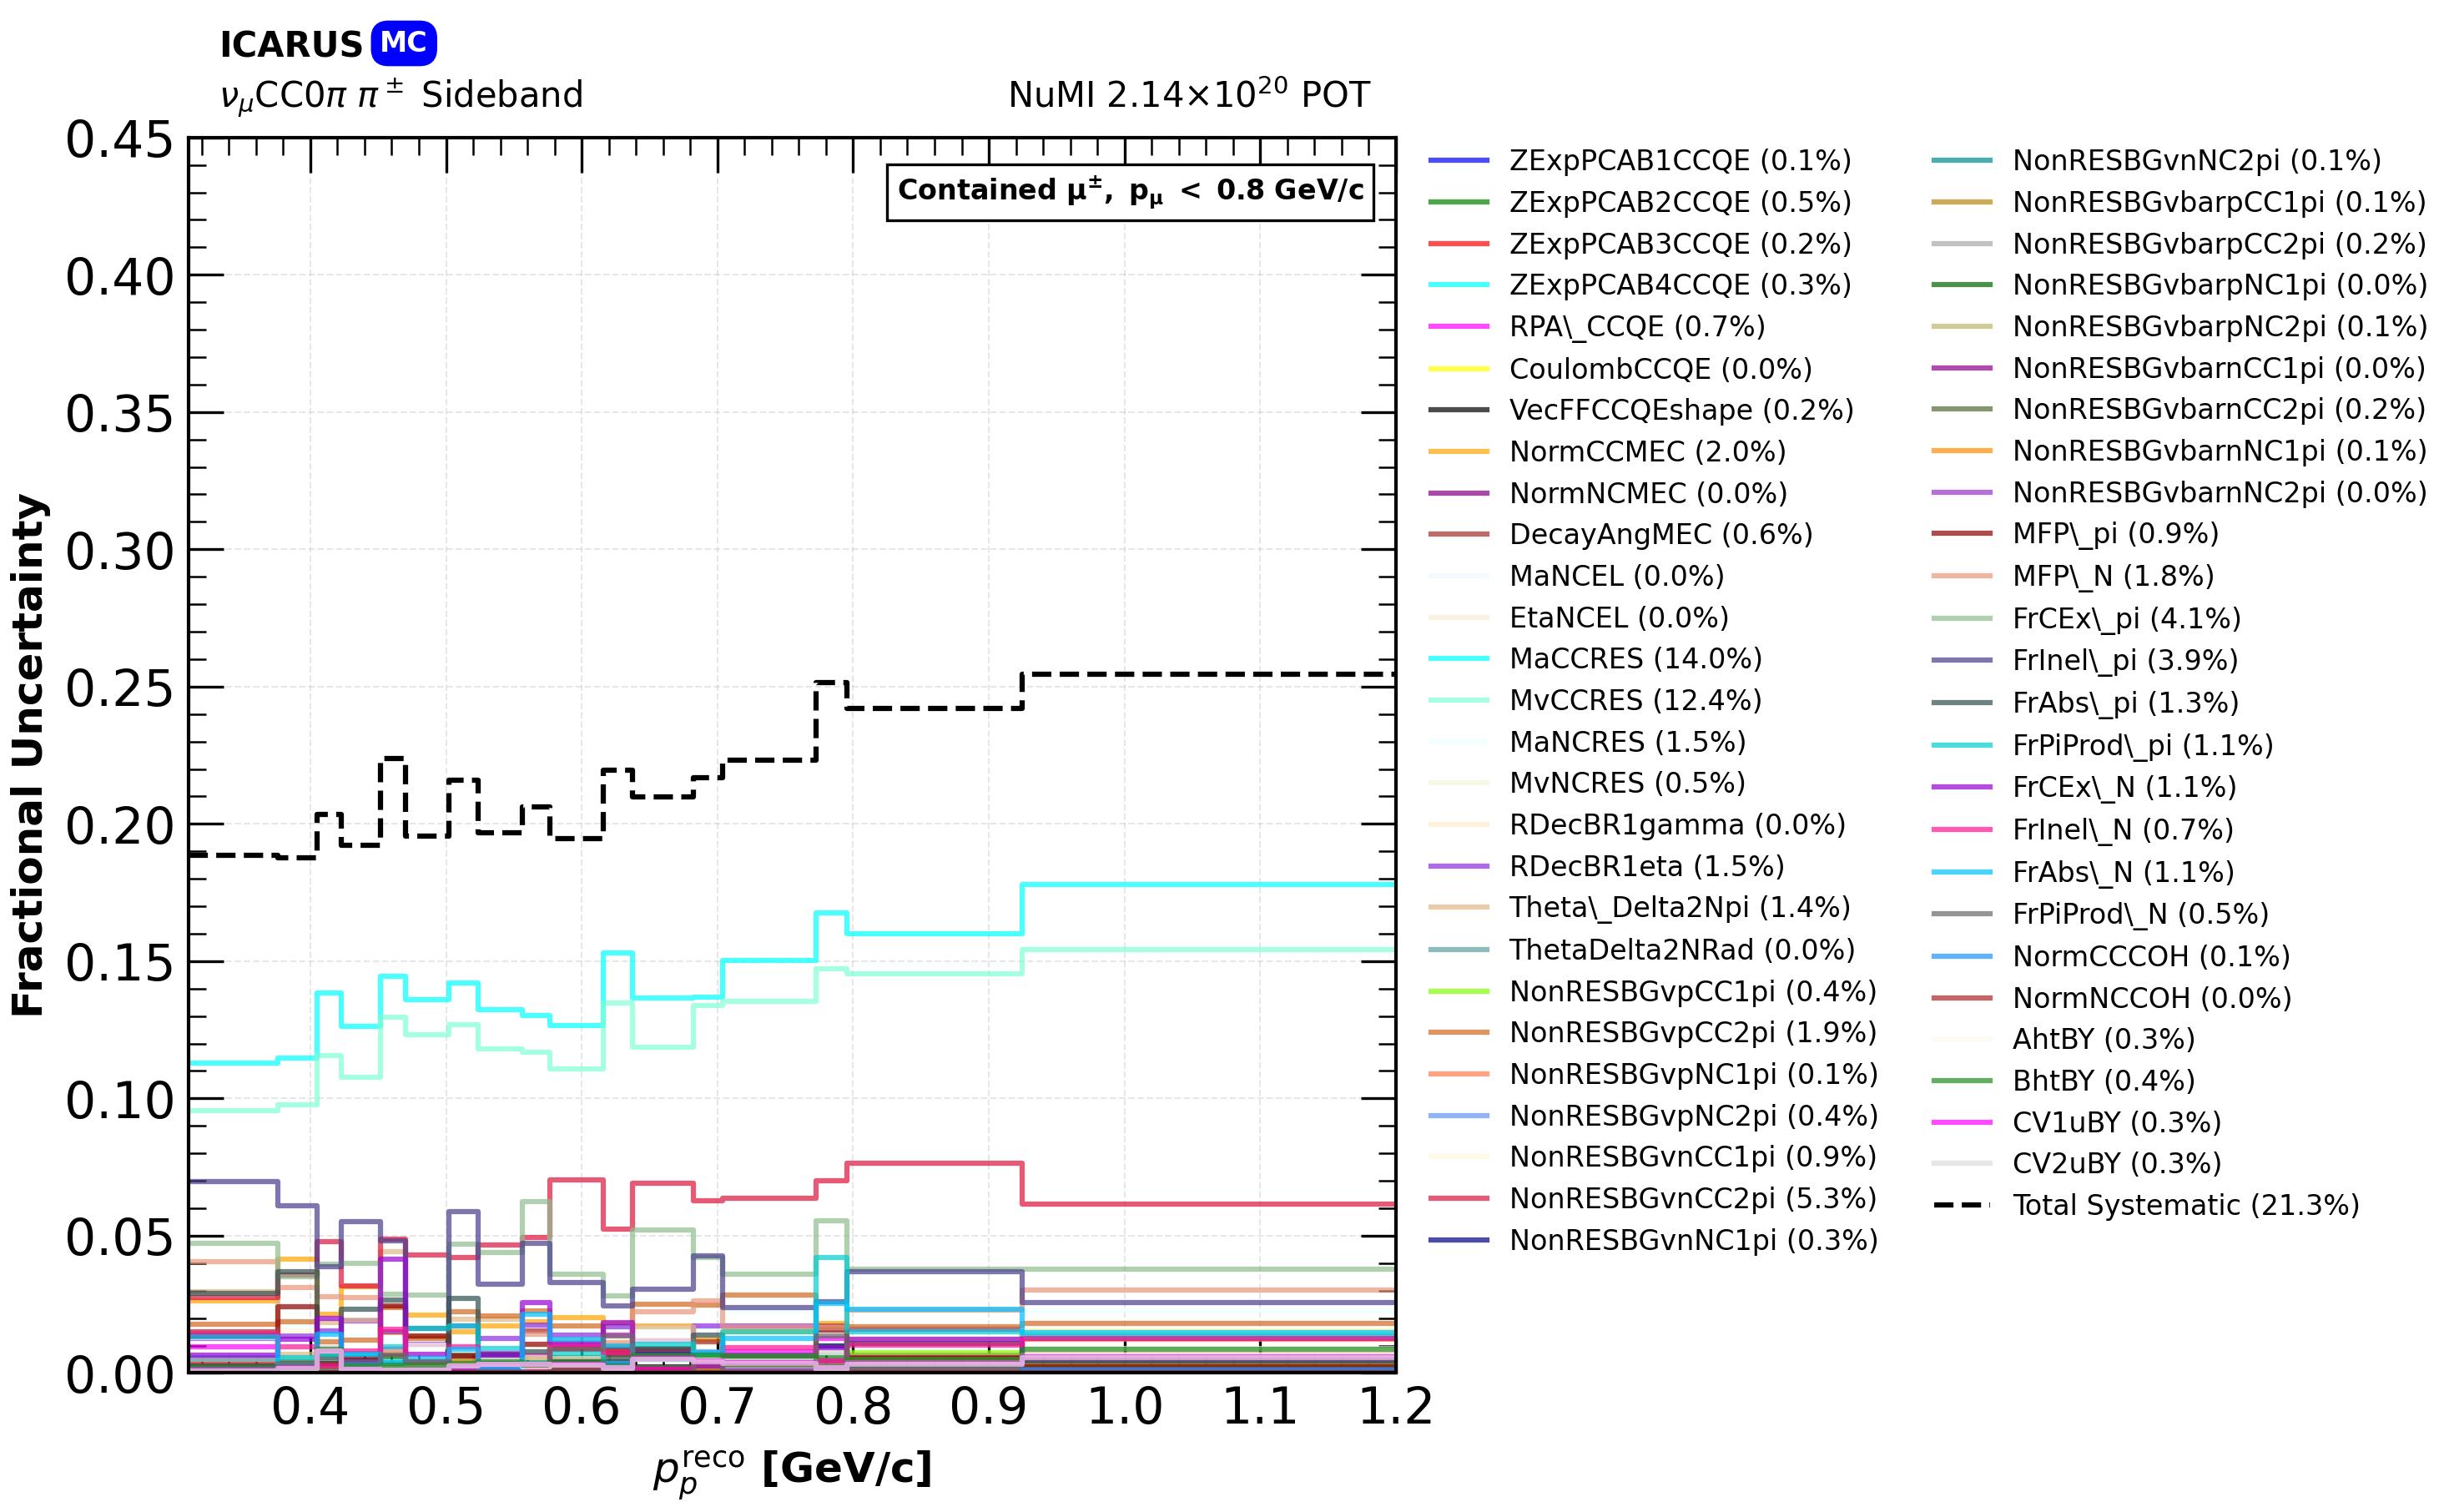 ICARUS MC
νμCC0π π± Sideband
NuMI 2.14×10²⁰ POT
Contained μ±, pμ < 0.8 GeV/c
Fractional Uncertainty
0.45
0.40
0.35
0.30
0.25
0.20
0.15
0.10
0.05
0.00
0.4 0.5 0.6 0.7 0.8 0.9 1.0 1.1 1.2
p_p^reco [GeV/c]
ZExpPCAB1CCQE (0.1%)
ZExpPCAB2CCQE (0.5%)
ZExpPCAB3CCQE (0.2%)
ZExpPCAB4CCQE (0.3%)
RPA\_CCQE (0.7%)
CoulombCCQE (0.0%)
VecFFCCQEshape (0.2%)
NormCCMEC (2.0%)
NormNCMEC (0.0%)
DecayAngMEC (0.6%)
MaNCEL (0.0%)
EtaNCEL (0.0%)
MaCCRES (14.0%)
MvCCRES (12.4%)
MaNCRES (1.5%)
MvNCRES (0.5%)
RDecBR1gamma (0.0%)
RDecBR1eta (1.5%)
Theta\_Delta2Npi (1.4%)
ThetaDelta2NRad (0.0%)
NonRESBGvpCC1pi (0.4%)
NonRESBGvpCC2pi (1.9%)
NonRESBGvpNC1pi (0.1%)
NonRESBGvpNC2pi (0.4%)
NonRESBGvnCC1pi (0.9%)
NonRESBGvnCC2pi (5.3%)
NonRESBGvnNC1pi (0.3%)
NonRESBGvnNC2pi (0.1%)
NonRESBGvbarpCC1pi (0.1%)
NonRESBGvbarpCC2pi (0.2%)
NonRESBGvbarpNC1pi (0.0%)
NonRESBGvbarpNC2pi (0.1%)
NonRESBGvbarnCC1pi (0.0%)
NonRESBGvbarnCC2pi (0.2%)
NonRESBGvbarnNC1pi (0.1%)
NonRESBGvbarnNC2pi (0.0%)
MFP\_pi (0.9%)
MFP\_N (1.8%)
FrCEx\_pi (4.1%)
FrInel\_pi (3.9%)
FrAbs\_pi (1.3%)
FrPiProd\_pi (1.1%)
FrCEx\_N (1.1%)
FrInel\_N (0.7%)
FrAbs\_N (1.1%)
FrPiProd\_N (0.5%)
NormCCCOH (0.1%)
NormNCCOH (0.0%)
AhtBY (0.3%)
BhtBY (0.4%)
CV1uBY (0.3%)
CV2uBY (0.3%)
Total Systematic (21.3%)